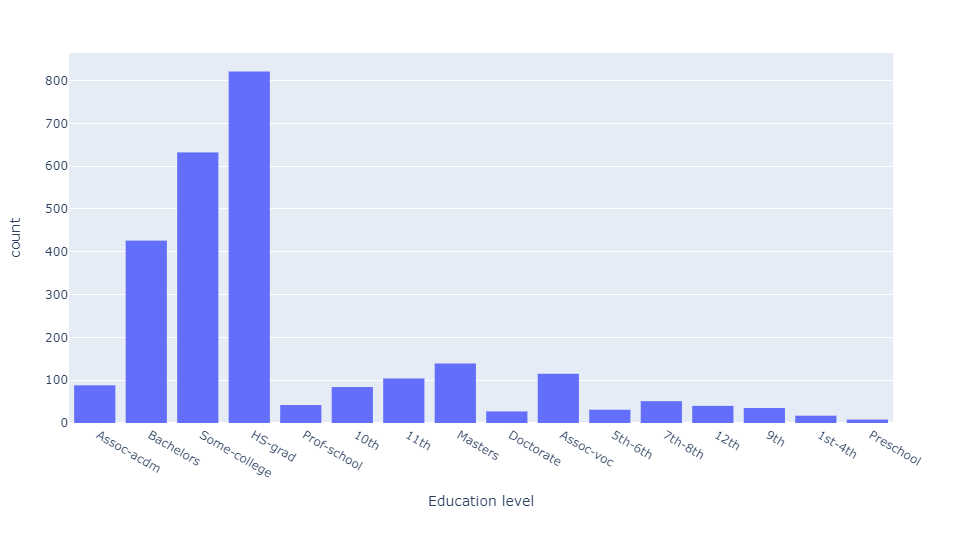 800
700
600
500
400
300
200
100
0
count
Assoc-acdm
Bachelors
Some-college
HS-grad
Prof-school
10th
11th
Masters
Doctorate
Assoc-voc
5th-6th
7th-8th
12th
9th
1st-4th
Preschool
Education level